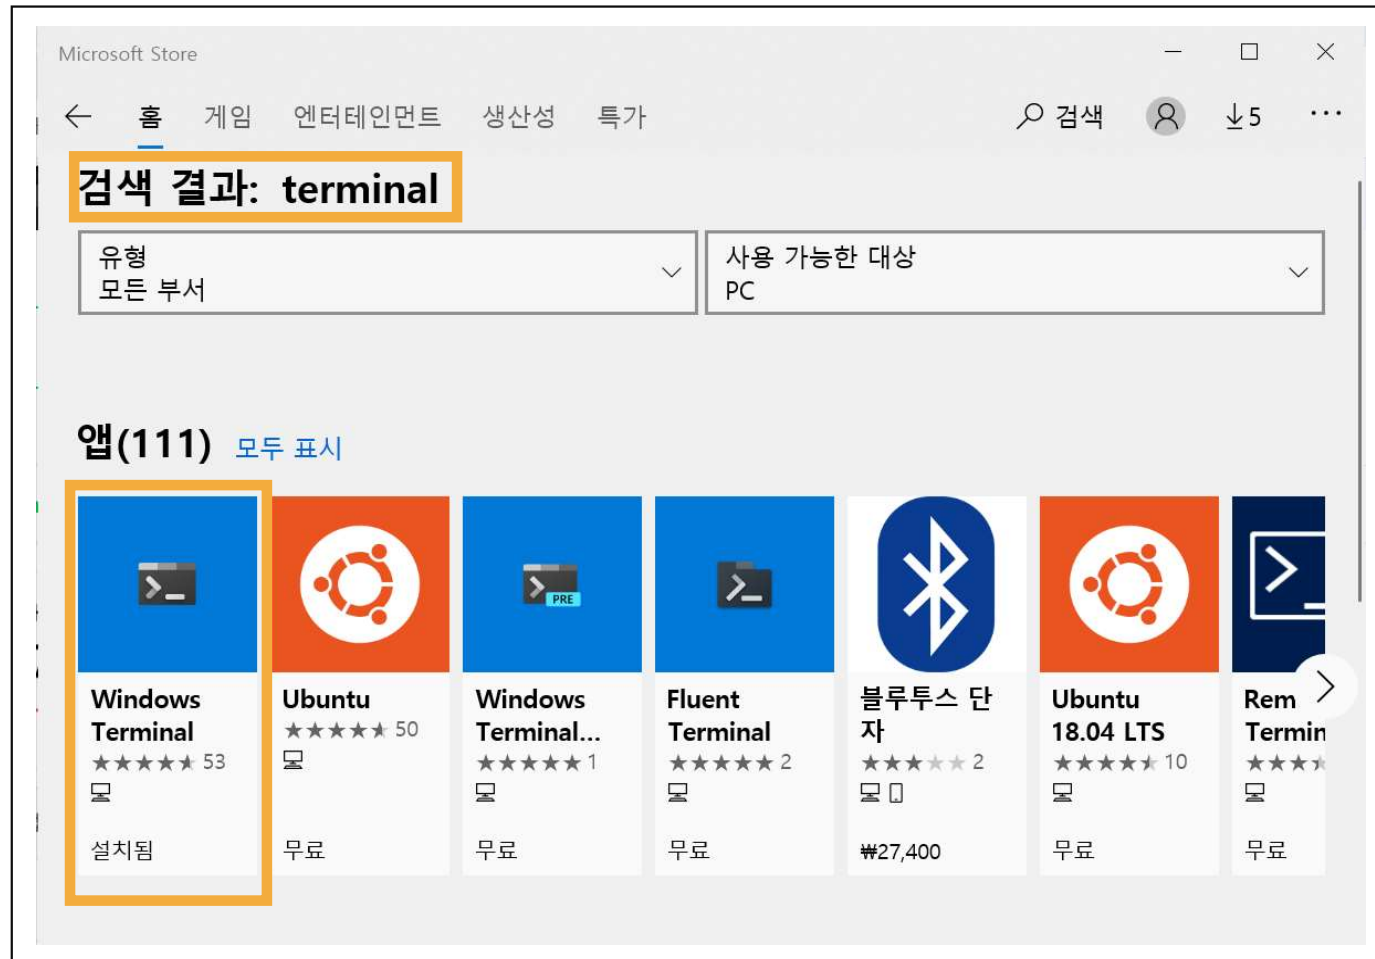 Microsoft Store
홈 게임 엔터테인먼트 생산성 특가 검색 5
검색 결과: terminal
유형
모든 부서
사용 가능한 대상
PC
앱(111) 모두 표시
PRE
Windows
Terminal
53
설치됨
Ubuntu
50
무료
Windows
Terminal...
1
무료
Fluent
Terminal
2
무료
블루투스 단
자
2
₩27,400
Ubuntu
18.04 LTS
10
무료
Rem
Termin
무료